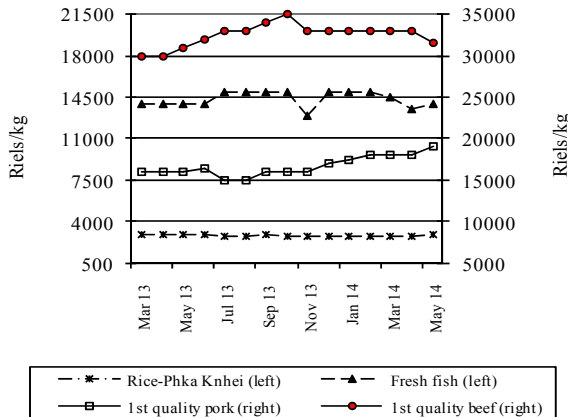 21500
18000
14500
11000
7500
4000
500
Riels/kg
35000
30000
25000
20000
15000
10000
5000
Riels/kg
Mar 13
May 13
Jul 13
Sep 13
Nov 13
Jan 14
Mar 14
May 14
Rice-Phka Knhei (left)
Fresh fish (left)
1st quality pork (right)
1st quality beef (right)